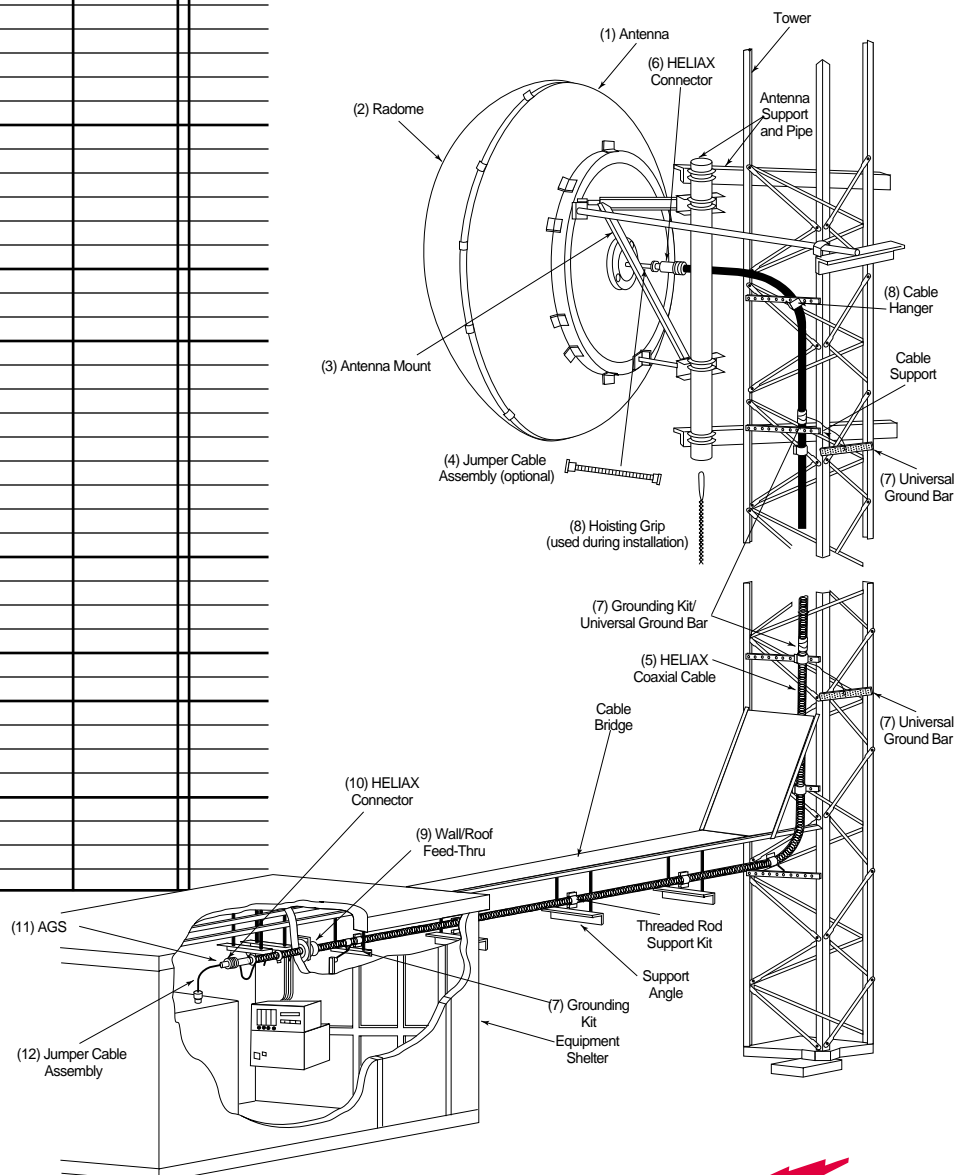 Tower
(1) Antenna
(6) HELIAX
Connector
(2) Radome
Antenna
Support
and Pipe
(8) Cable
Hanger
(3) Antenna Mount
Cable
Support
(4) Jumper Cable
Assembly (optional)
(7) Universal
Ground Bar
(8) Hoisting Grip
(used during installation)
(7) Grounding Kit/
Universal Ground Bar
(5) HELIAX
Coaxial Cable
Cable
Bridge
(7) Universal
Ground Bar
(10) HELIAX
Connector
(9) Wall/Roof
Feed-Thru
(11) AGS
Threaded Rod
Support Kit
Support
Angle
(7) Grounding
Kit
Equipment
Shelter
(12) Jumper Cable
Assembly